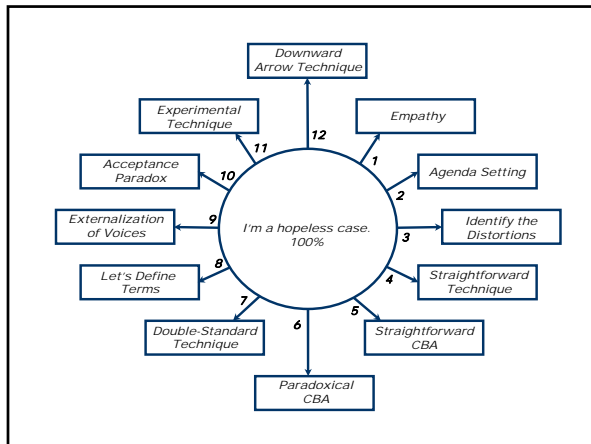 Downward
Arrow Technique
Experimental
Technique
12
Empathy
11
1
Acceptance
Paradox
10
2
Agenda Setting
Externalization
of Voices
9
I'm a hopeless case.
100%
3
Identify the
Distortions
Let's Define
Terms
8
4
Straightforward
Technique
Double-Standard
Technique
7
6
5
Straightforward
CBA
Paradoxical
CBA